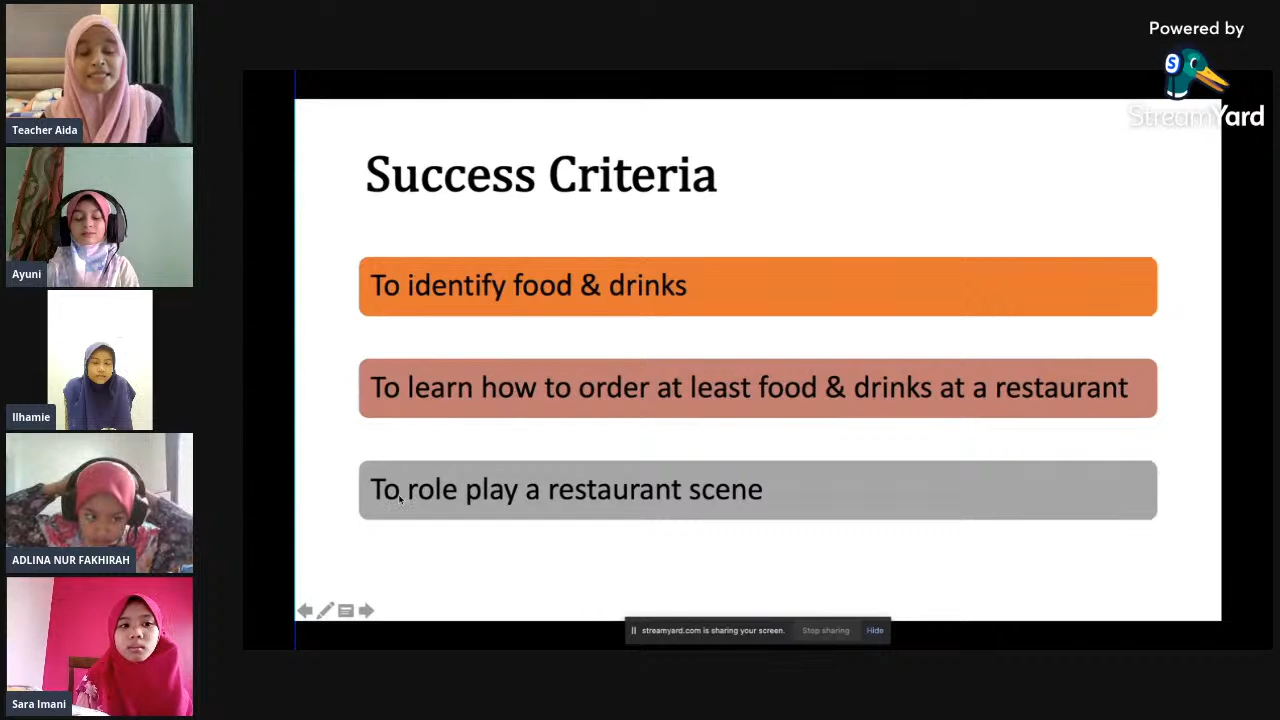 Powered by
StreamYard
Teacher Aida
Ayuni
Ilhamie
ADLINA NUR FAKHIRAH
Sara Imani
Success Criteria
To identify food & drinks
To learn how to order at least food & drinks at a restaurant
To role play a restaurant scene
streamyard.com is sharing your screen. Stop sharing Hide